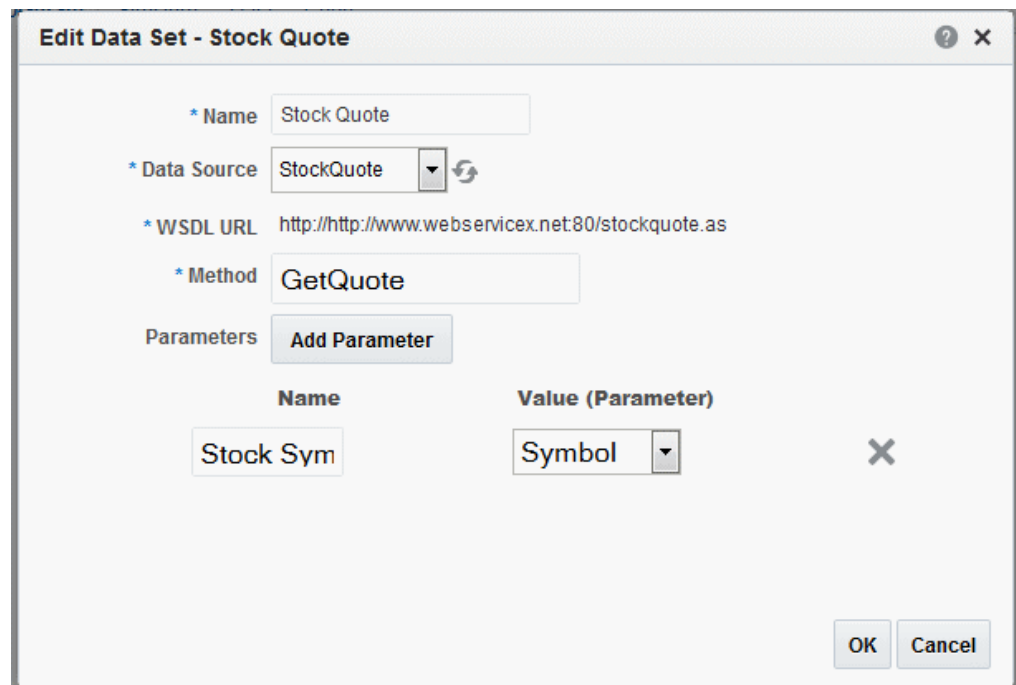 Edit Data Set - Stock Quote
* Name Stock Quote
* Data Source StockQuote
* WSDL URL http://http://www.webservicex.net:80/stockquote.as
* Method GetQuote
Parameters Add Parameter
Name Value (Parameter)
Stock Sym Symbol
OK Cancel